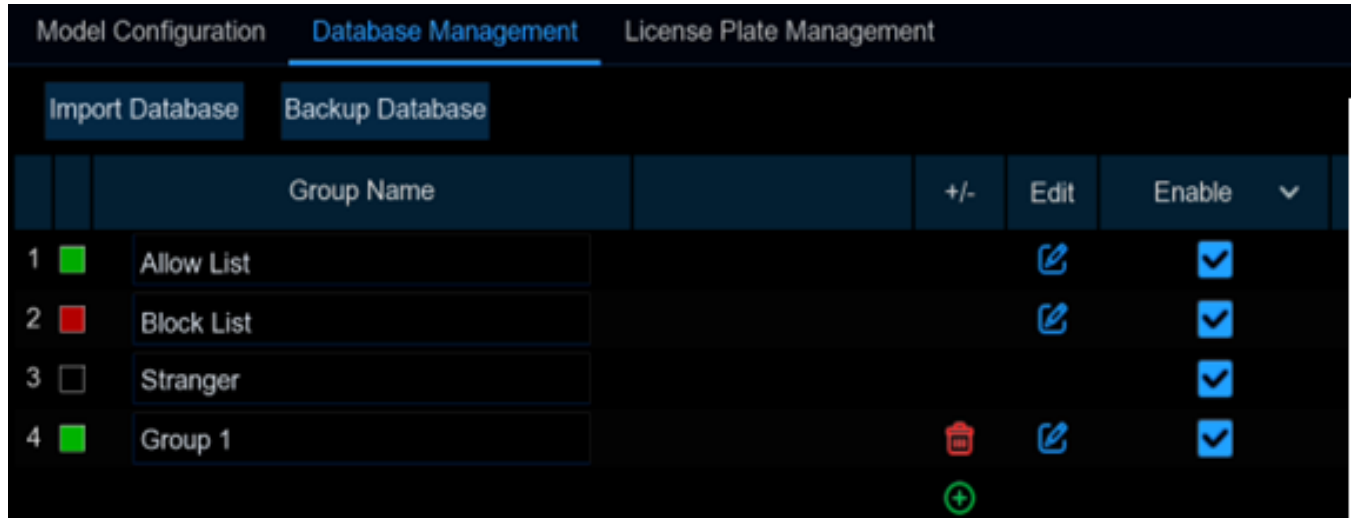 Model Configuration Database Management License Plate Management
Import Database Backup Database
Group Name +/- Edit Enable
1 Allow List
2 Block List
3 Stranger
4 Group 1